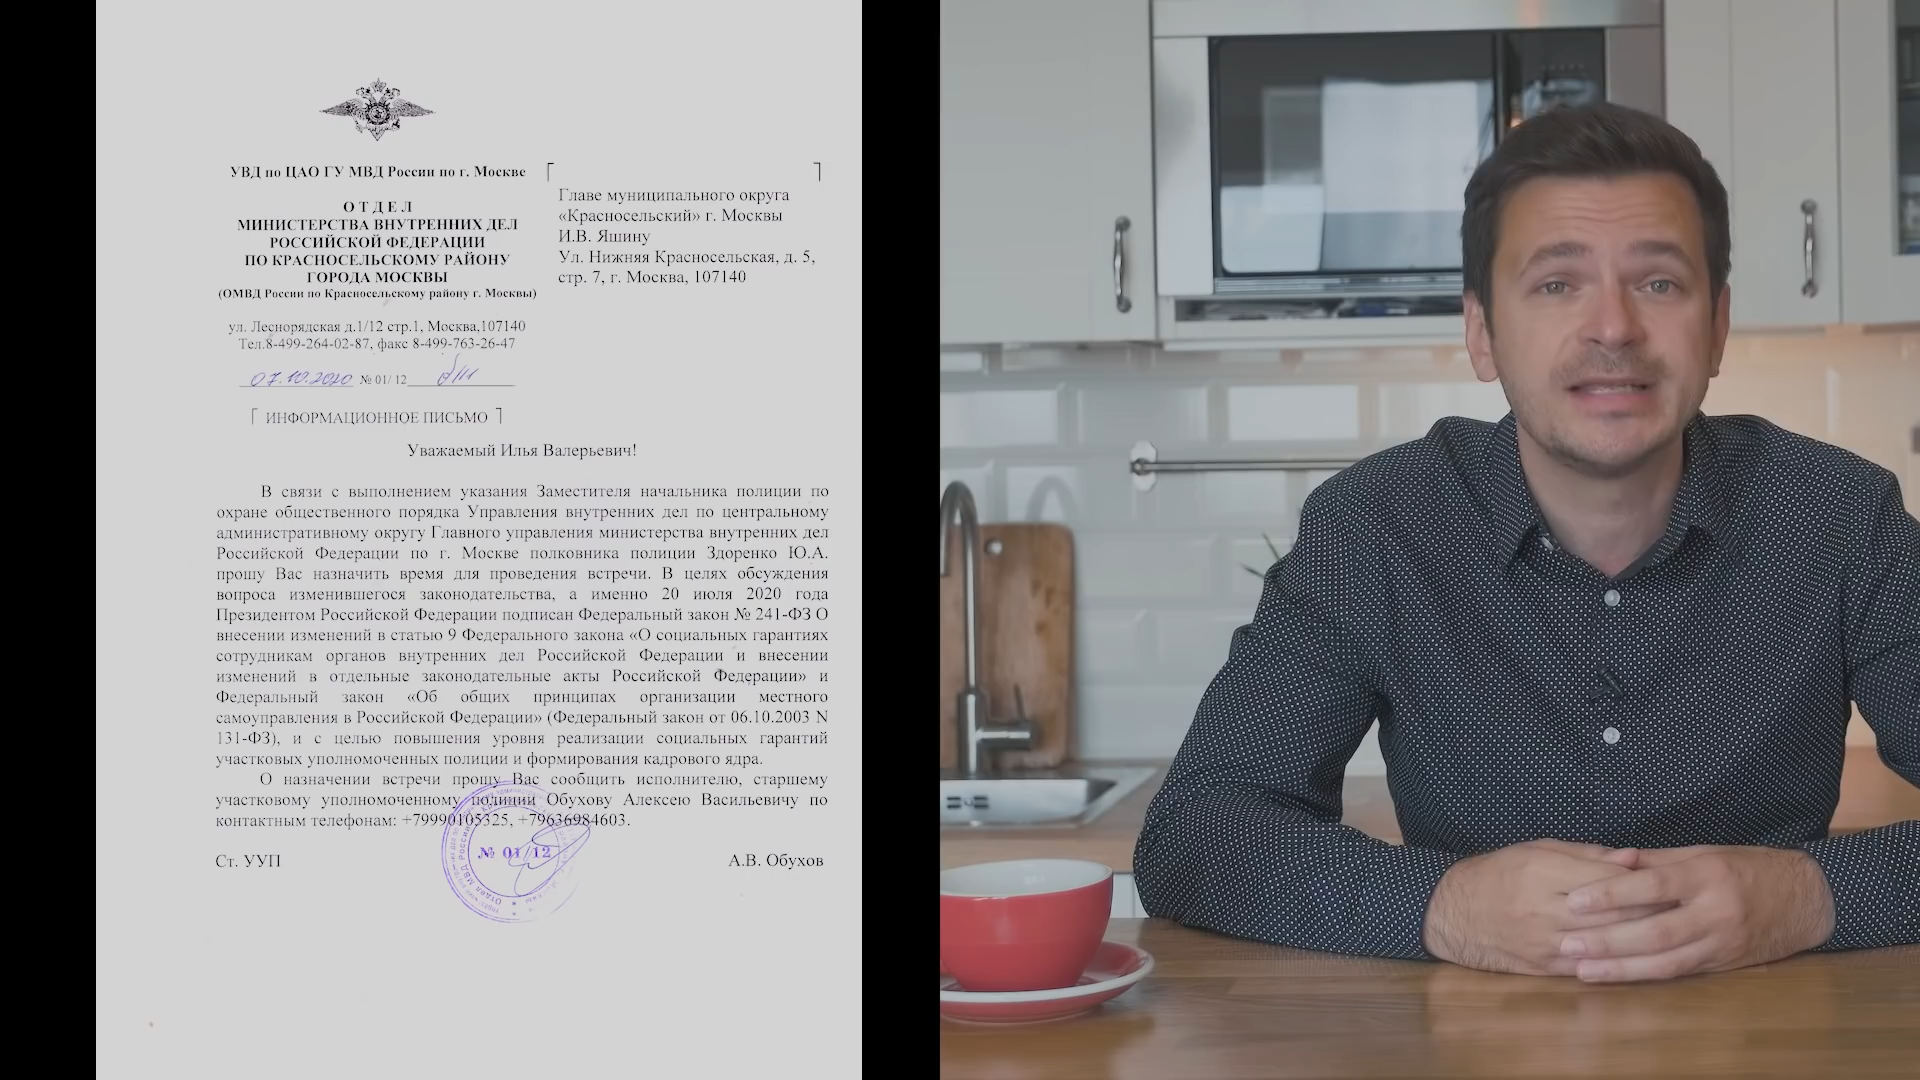 УВД по ЦАО ГУ МВД России по г. Москве
О Т Д Е Л
МИНИСТЕРСТВА ВНУТРЕННИХ ДЕЛ
РОССИЙСКОЙ ФЕДЕРАЦИИ
ПО КРАСНОСЕЛЬСКОМУ РАЙОНУ
ГОРОДА МОСКВЫ
(ОМВД России по Красносельскому району г. Москвы)
ул. Леснорядская д.1/12 стр.1, Москва,107140
Тел.8-499-264-02-87, факс 8-499-763-26-47
07.10.2020 № 01/ 12
Главе муниципального округа
«Красносельский» г. Москвы
И.В. Яшину
Ул. Нижняя Красносельская, д. 5,
стр. 7, г. Москва, 107140
ИНФОРМАЦИОННОЕ ПИСЬМО
Уважаемый Илья Валерьевич!
В связи с выполнением указания Заместителя начальника полиции по
охране общественного порядка Управления внутренних дел по центральному
административному округу Главного управления министерства внутренних дел
Российской Федерации по г. Москве полковника полиции Здоренко Ю.А.
прошу Вас назначить время для проведения встречи. В целях обсуждения
вопроса изменившегося законодательства, а именно 20 июля 2020 года
Президентом Российской Федерации подписан Федеральный закон № 241-ФЗ О
внесении изменений в статью 9 Федерального закона «О социальных гарантиях
сотрудникам органов внутренних дел Российской Федерации и внесении
изменений в отдельные законодательные акты Российской Федерации» и
Федеральный закон «Об общих принципах организации местного
самоуправления в Российской Федерации» (Федеральный закон от 06.10.2003 N
131-ФЗ), и с целью повышения уровня реализации социальных гарантий
участковых уполномоченных полиции и формирования кадрового ядра.
О назначении встречи прошу Вас сообщить исполнителю, старшему
участковому уполномоченному полиции Обухову Алексею Васильевичу по
контактным телефонам: +79990105325, +79636984603.
Ст. УУП А.В. Обухов
№ 01/12